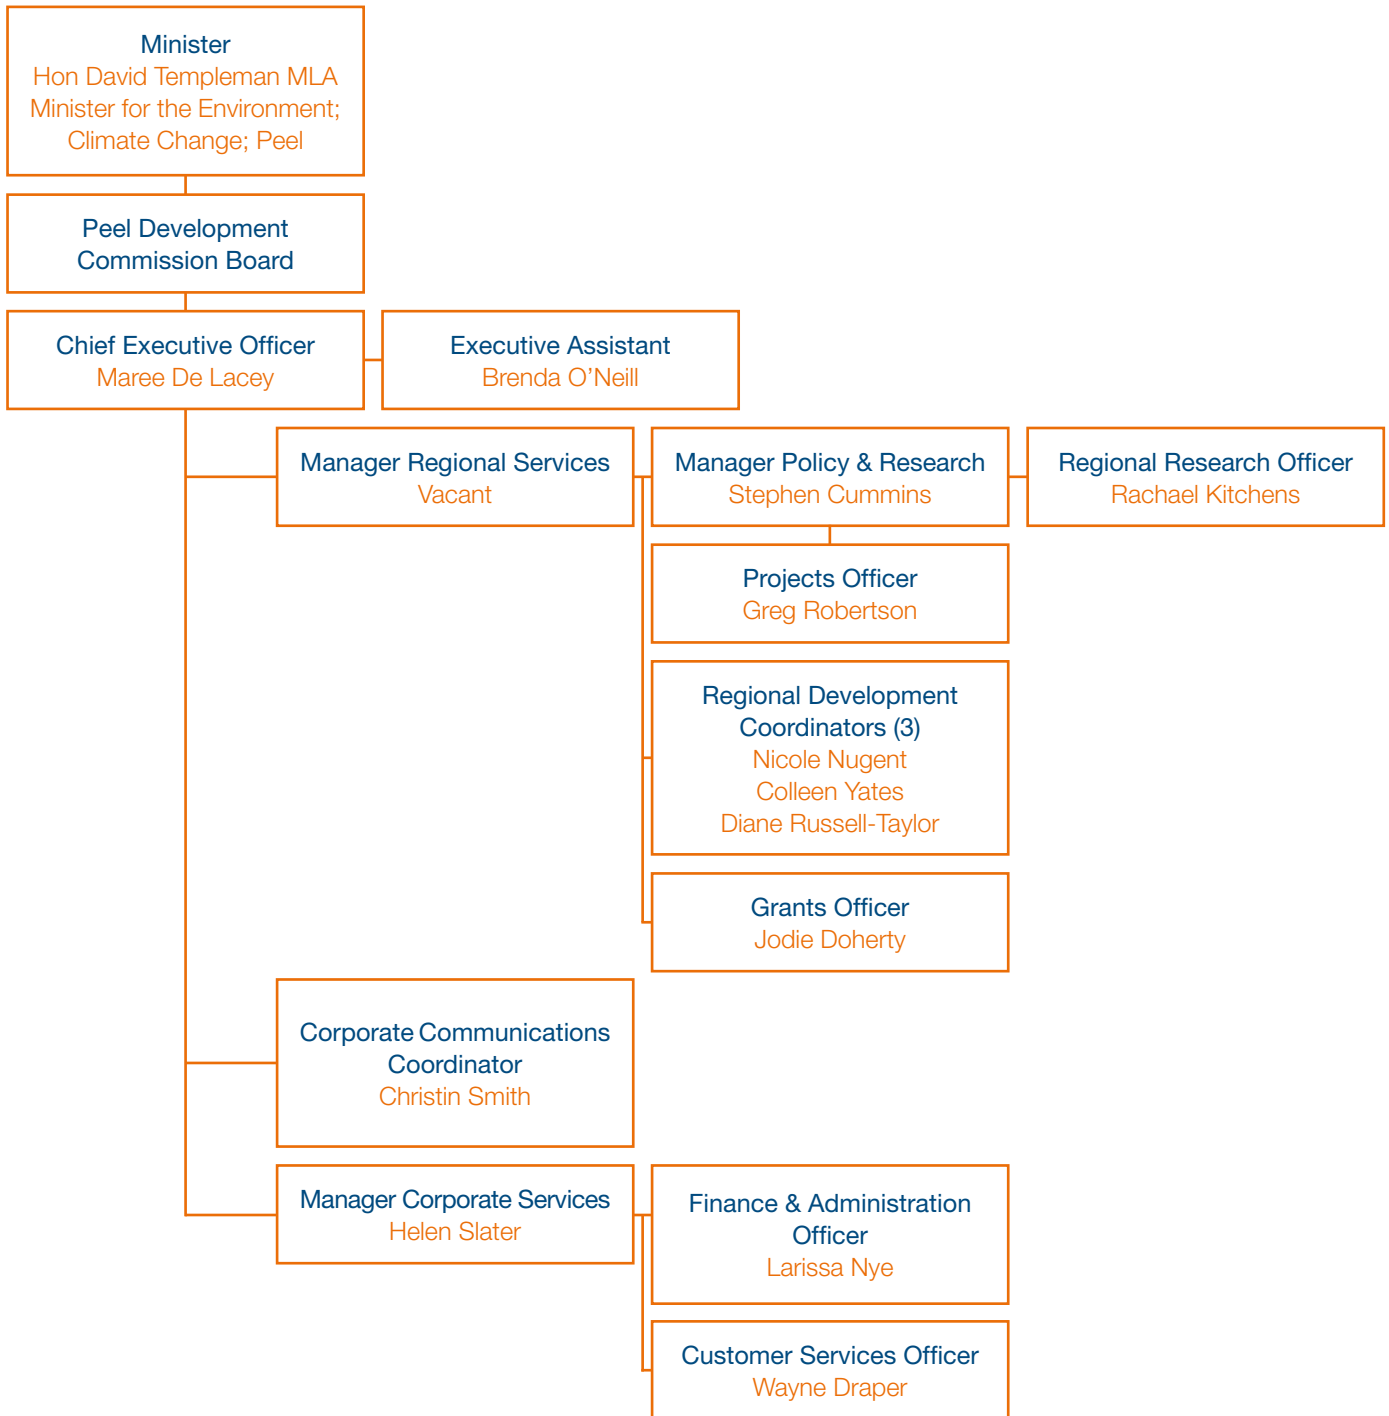 Minister
Hon David Templeman MLA
Minister for the Environment;
Climate Change; Peel
Peel Development
Commission Board
Chief Executive Officer
Maree De Lacey
Executive Assistant
Brenda O’Neill
Manager Regional Services
Vacant
Manager Policy & Research
Stephen Cummins
Regional Research Officer
Rachael Kitchens
Projects Officer
Greg Robertson
Regional Development
Coordinators (3)
Nicole Nugent
Colleen Yates
Diane Russell-Taylor
Grants Officer
Jodie Doherty
Corporate Communications
Coordinator
Christin Smith
Manager Corporate Services
Helen Slater
Finance & Administration
Officer
Larissa Nye
Customer Services Officer
Wayne Draper